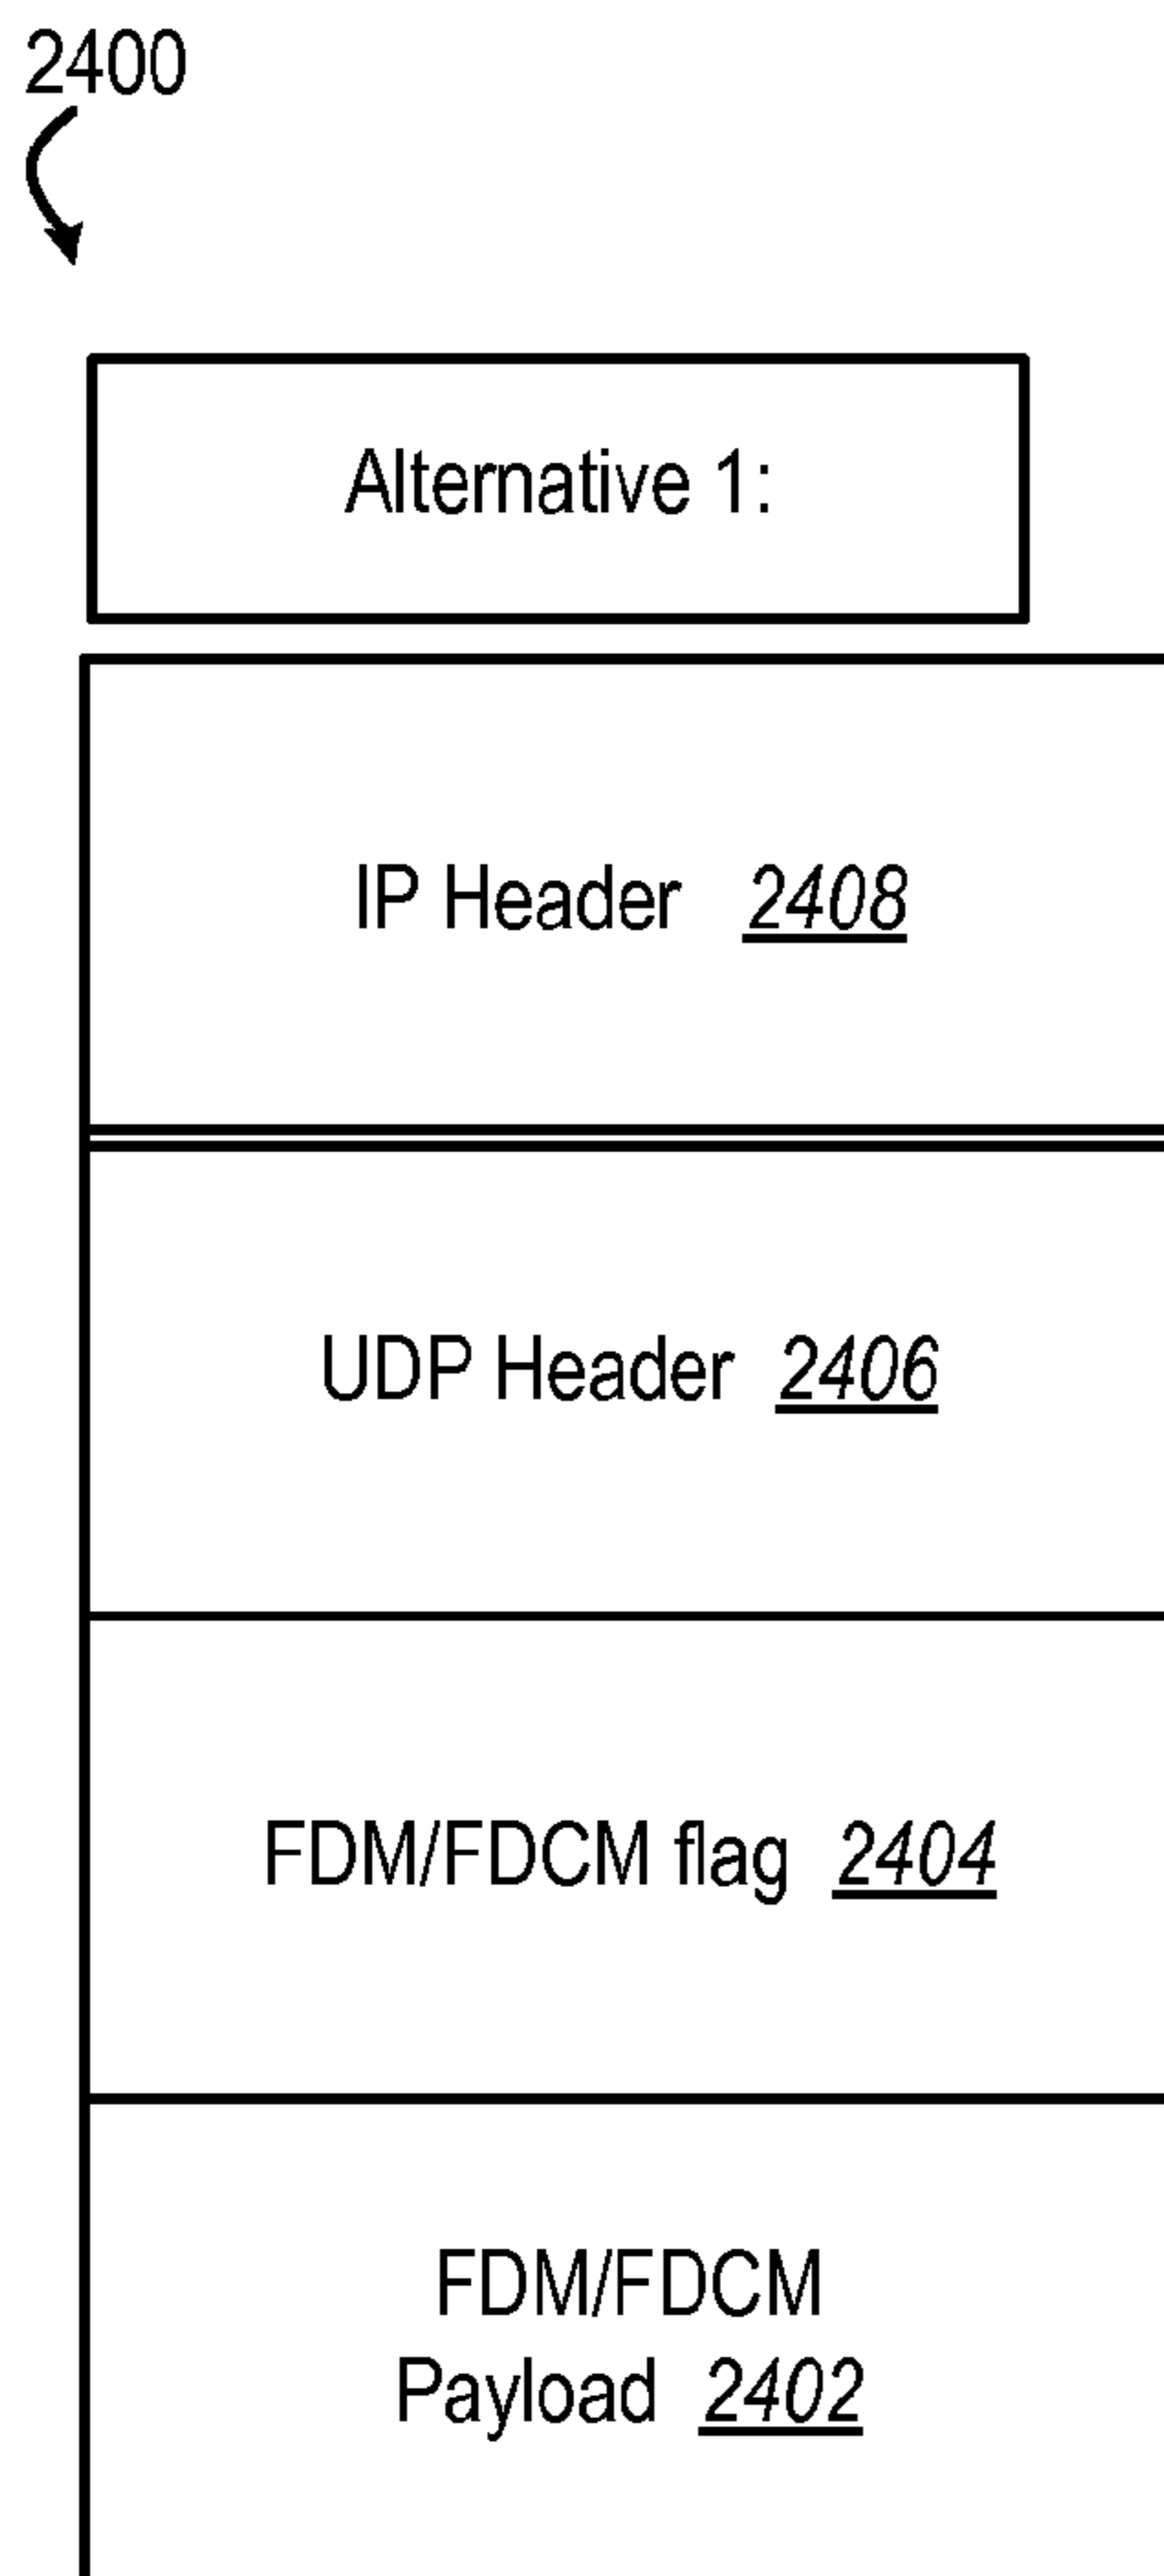 2400
Alternative 1:
IP Header 2408
UDP Header 2406
FDM/FDCM flag 2404
FDM/FDCM
Payload 2402